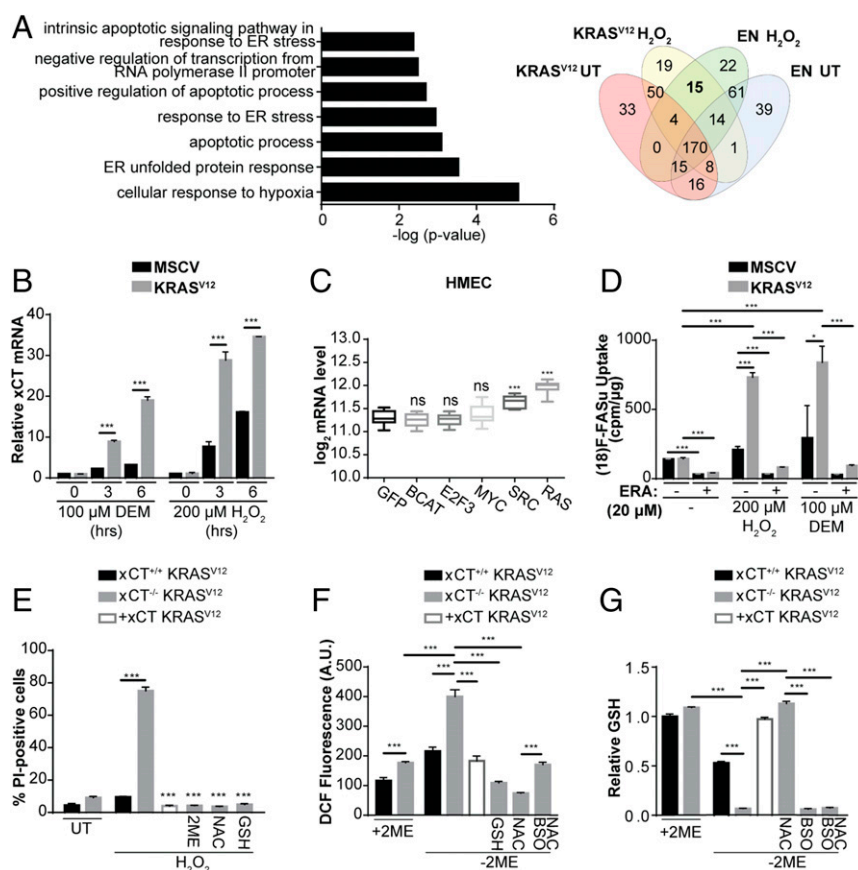 A
intrinsic apoptotic signaling pathway in
response to ER stress
negative regulation of transcription from
RNA polymerase II promoter
positive regulation of apoptotic process
response to ER stress
apoptotic process
ER unfolded protein response
cellular response to hypoxia
0 2 4 6
-log (p-value)
KRASV12 H2O2 EN H2O2
KRASV12 UT EN UT
19 22
33 50 15 61 39
4 14
0 170 1
15 8
16
B
MSCV
KRASV12
Relative xCT mRNA
40
30
20
10
0
0 3 6 0 3 6
*** *** *** ***
100 µM DEM 200 µM H2O2
(hrs) (hrs)
C
HMEC
log2 mRNA level
13.0
12.5
12.0
11.5
11.0
ns ns ns *** ***
GFP BCAT E2F3 MYC SRC RAS
D
MSCV
KRASV12
(18)F-FASu Uptake
(cpm/µg)
1000
500
0
***
*** ***
*** *
***
*** ***
ERA: - + - + - +
(20 µM) - 200 µM 100 µM
H2O2 DEM
E
xCT+/+ KRASV12
xCT-/- KRASV12
+xCT KRASV12
% PI-positive cells
100
80
60
40
20
0
***
*** *** *** ***
UT 2ME NAC GSH
H2O2
F
xCT+/+ KRASV12
xCT-/- KRASV12
+xCT KRASV12
DCF Fluorescence (A.U.)
500
400
300
200
100
0
***
*** ***
*** ***
*** ***
+2ME GSH NAC BSO NAC
-2ME
G
xCT+/+ KRASV12
xCT-/- KRASV12
+xCT KRASV12
Relative GSH
1.5
1.0
0.5
0.0
*** *** ***
*** ***
***
+2ME NAC BSO BSO NAC
-2ME